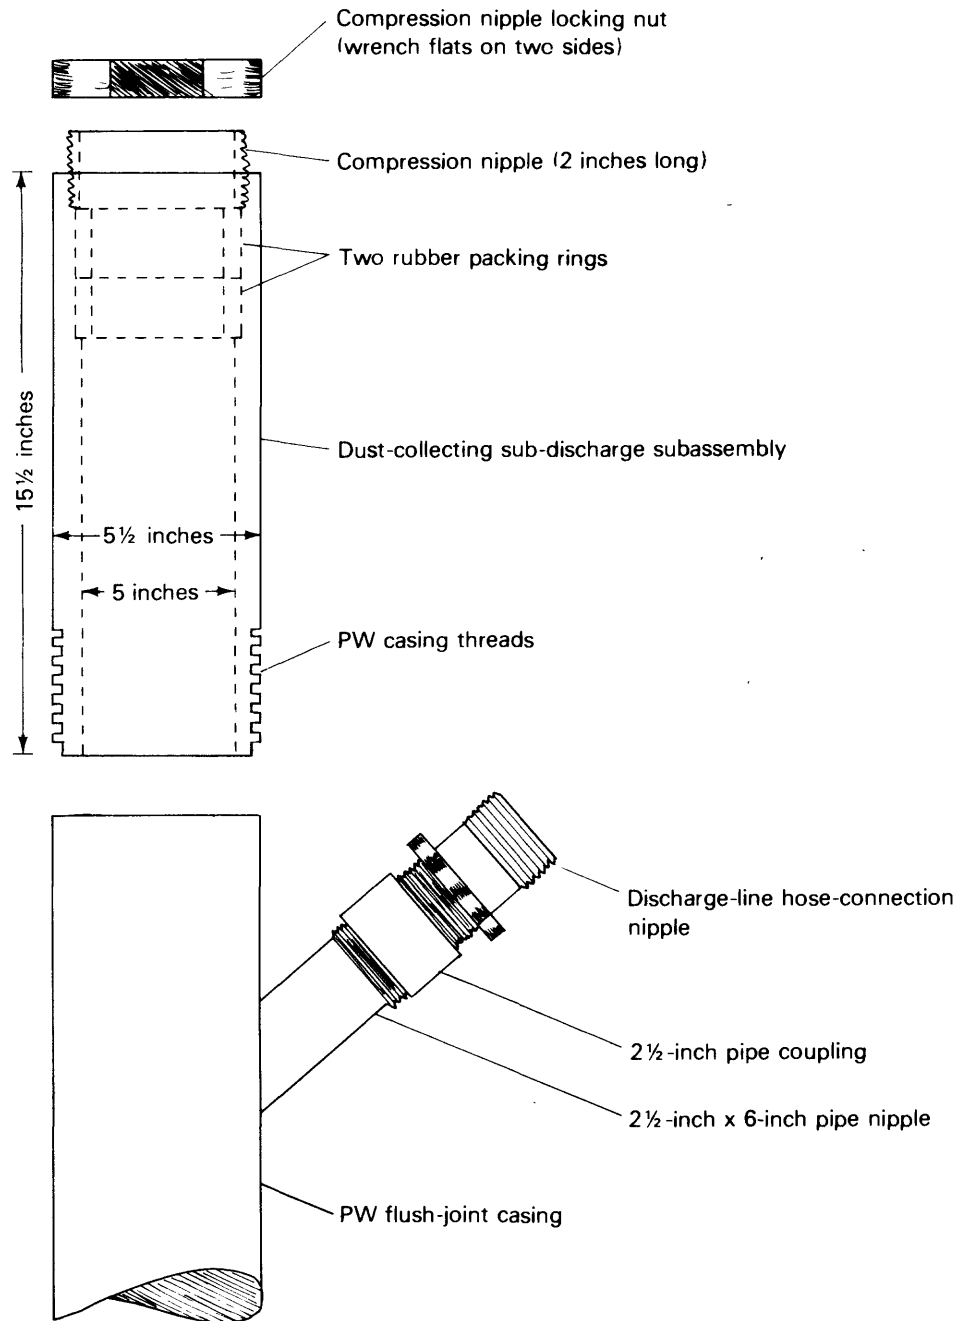 Compression nipple locking nut
(wrench flats on two sides)
Compression nipple (2 inches long)
Two rubber packing rings
15½ inches
Dust-collecting sub-discharge subassembly
5½ inches
5 inches
PW casing threads
Discharge-line hose-connection
nipple
2½-inch pipe coupling
2½-inch x 6-inch pipe nipple
PW flush-joint casing